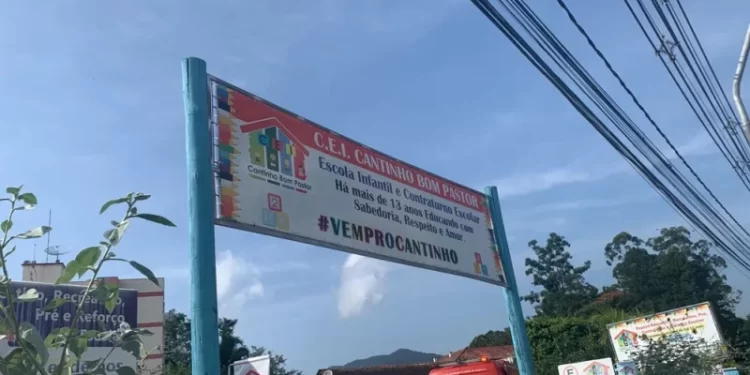 C.E.I. CANTINHO BOM PASTOR
Cantinho Bom Pastor
Escola Infantil e Contraturno Escolar
Há mais de 13 anos Educando com
Sabedoria, Respeito e Amor.
#VEMPROCANTINHO
Recrea
Pré e Reforço